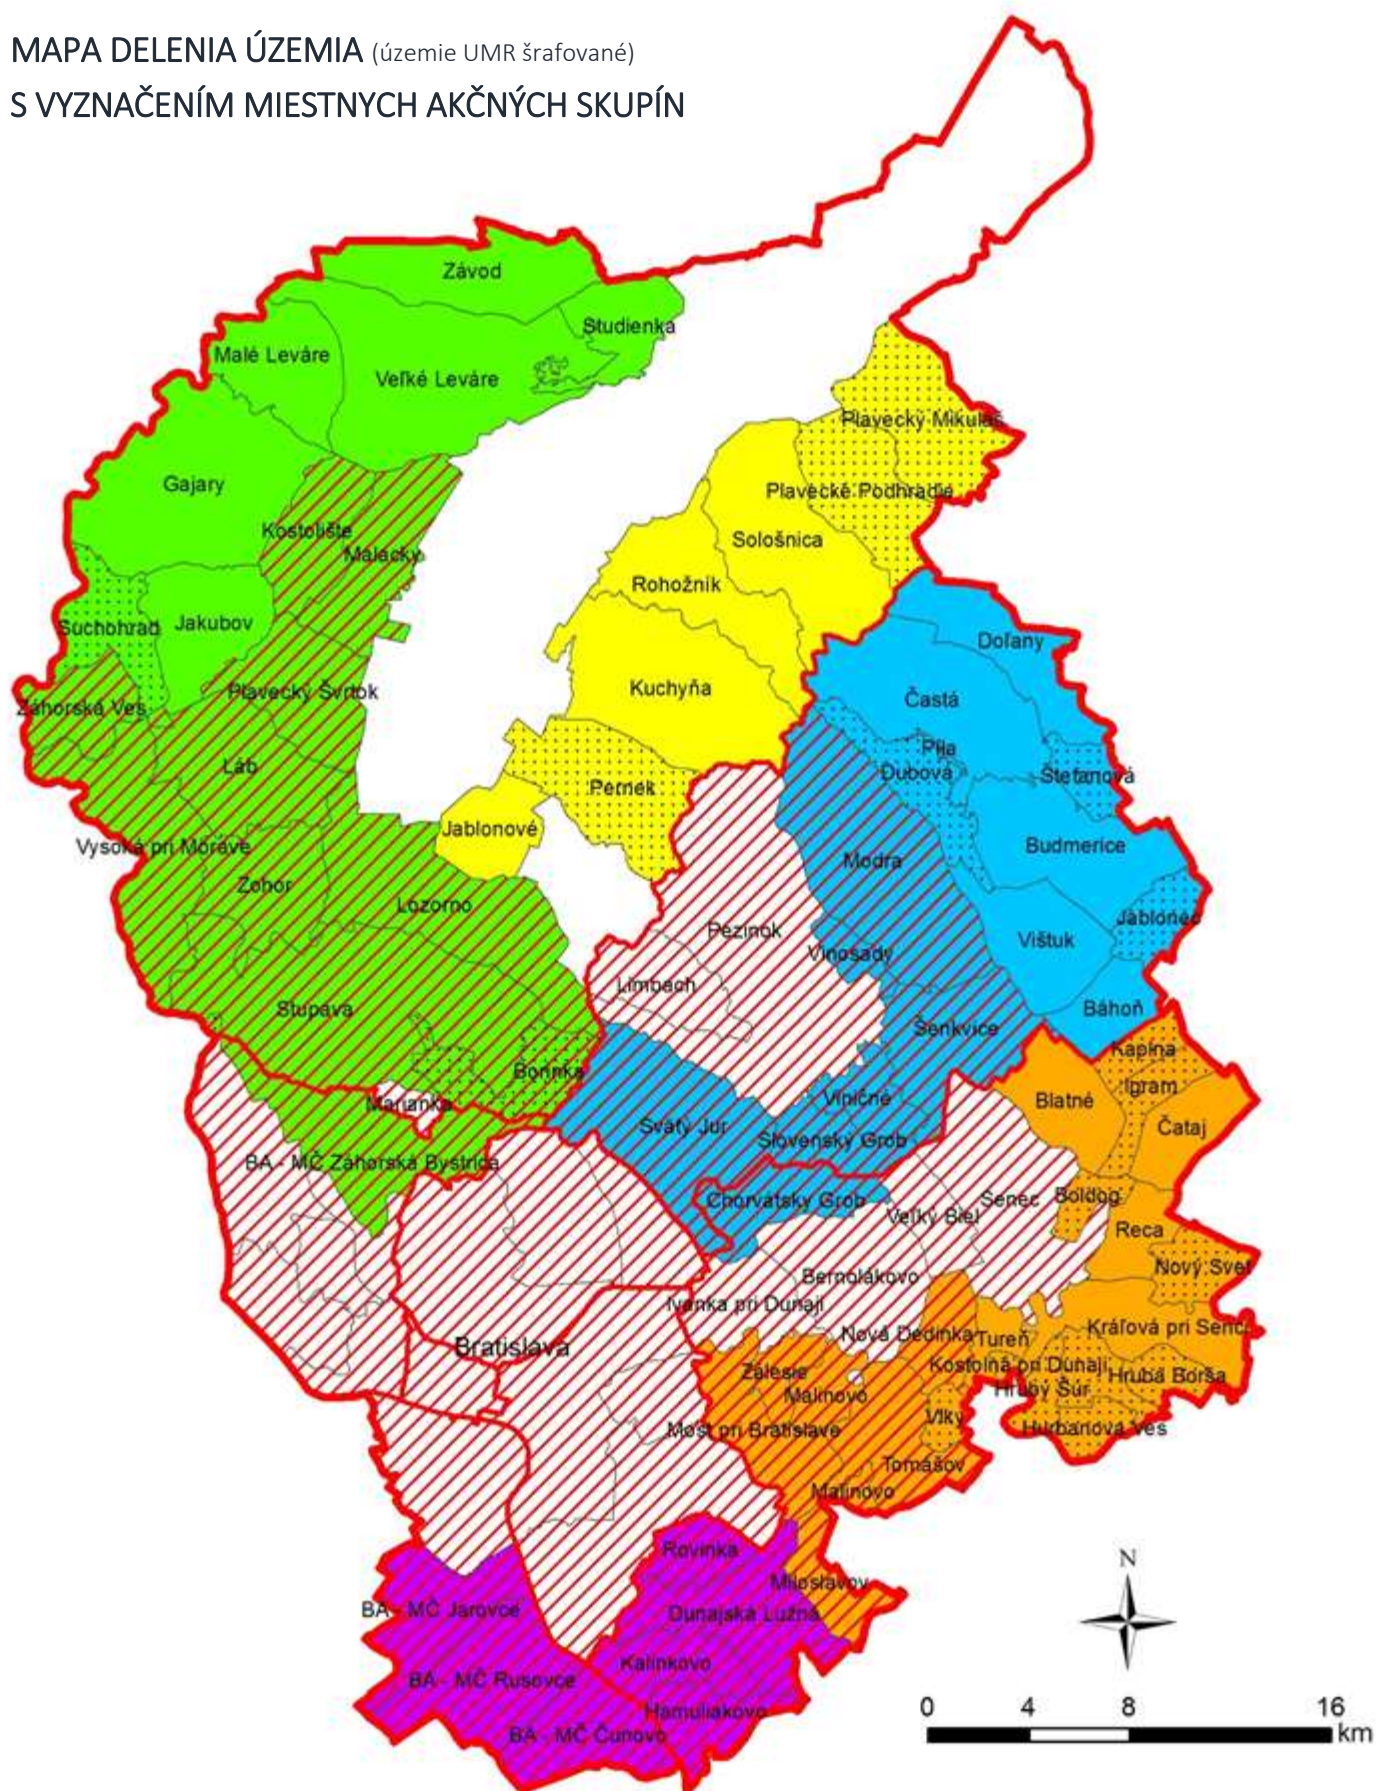 MAPA DELENIA ÚZEMIA (územie UMR šrafované)
S VYZNAČENÍM MIESTNYCH AKČNÝCH SKUPÍN
Závod
Studienka
Malé Leváre
Veľké Leváre
Plavecký Mikuláš
Gajary
Plavecké Podhradie
Kostolište
Sološnica
Malacky
Rohožník
Suchohrad
Jakubov
Doľany
Kuchyňa
Plavecký Švrtok
Častá
Záhorská Ves
Píla
Láb
Dubová
Štefanová
Pernek
Jablonové
Vysoká pri Morave
Budmerice
Modra
Zohor
Lozorno
Jablonec
Pezinok
Vištuk
Vinosady
Limbach
Stupava
Báhoň
Šenkvice
Kaplna
Borinka
Igram
Marianka
Viničné
Blatné
Svätý Jur
Čataj
Slovenský Grob
BA - MČ Záhorská Bystrica
Chorvátsky Grob
Senec
Boldog
Veľký Biel
Reca
Nový Svet
Bernolákovo
Ivanka pri Dunaji
Kráľová pri Senci
Nová Dedinka
Tureň
Bratislava
Kostolná pri Dunaji
Zálesie
Hrubá Borša
Malinovo
Hrubý Šúr
Vlky
Most pri Bratislave
Hurbanova Ves
Tomášov
Malinovo
Rovinka
N
Miloslavov
BA - MČ Jarovce
Dunajská Lužná
Kalinkovo
BA - MČ Rusovce
Hamuliakovo
0 4 8 16
BA - MČ Čunovo
km